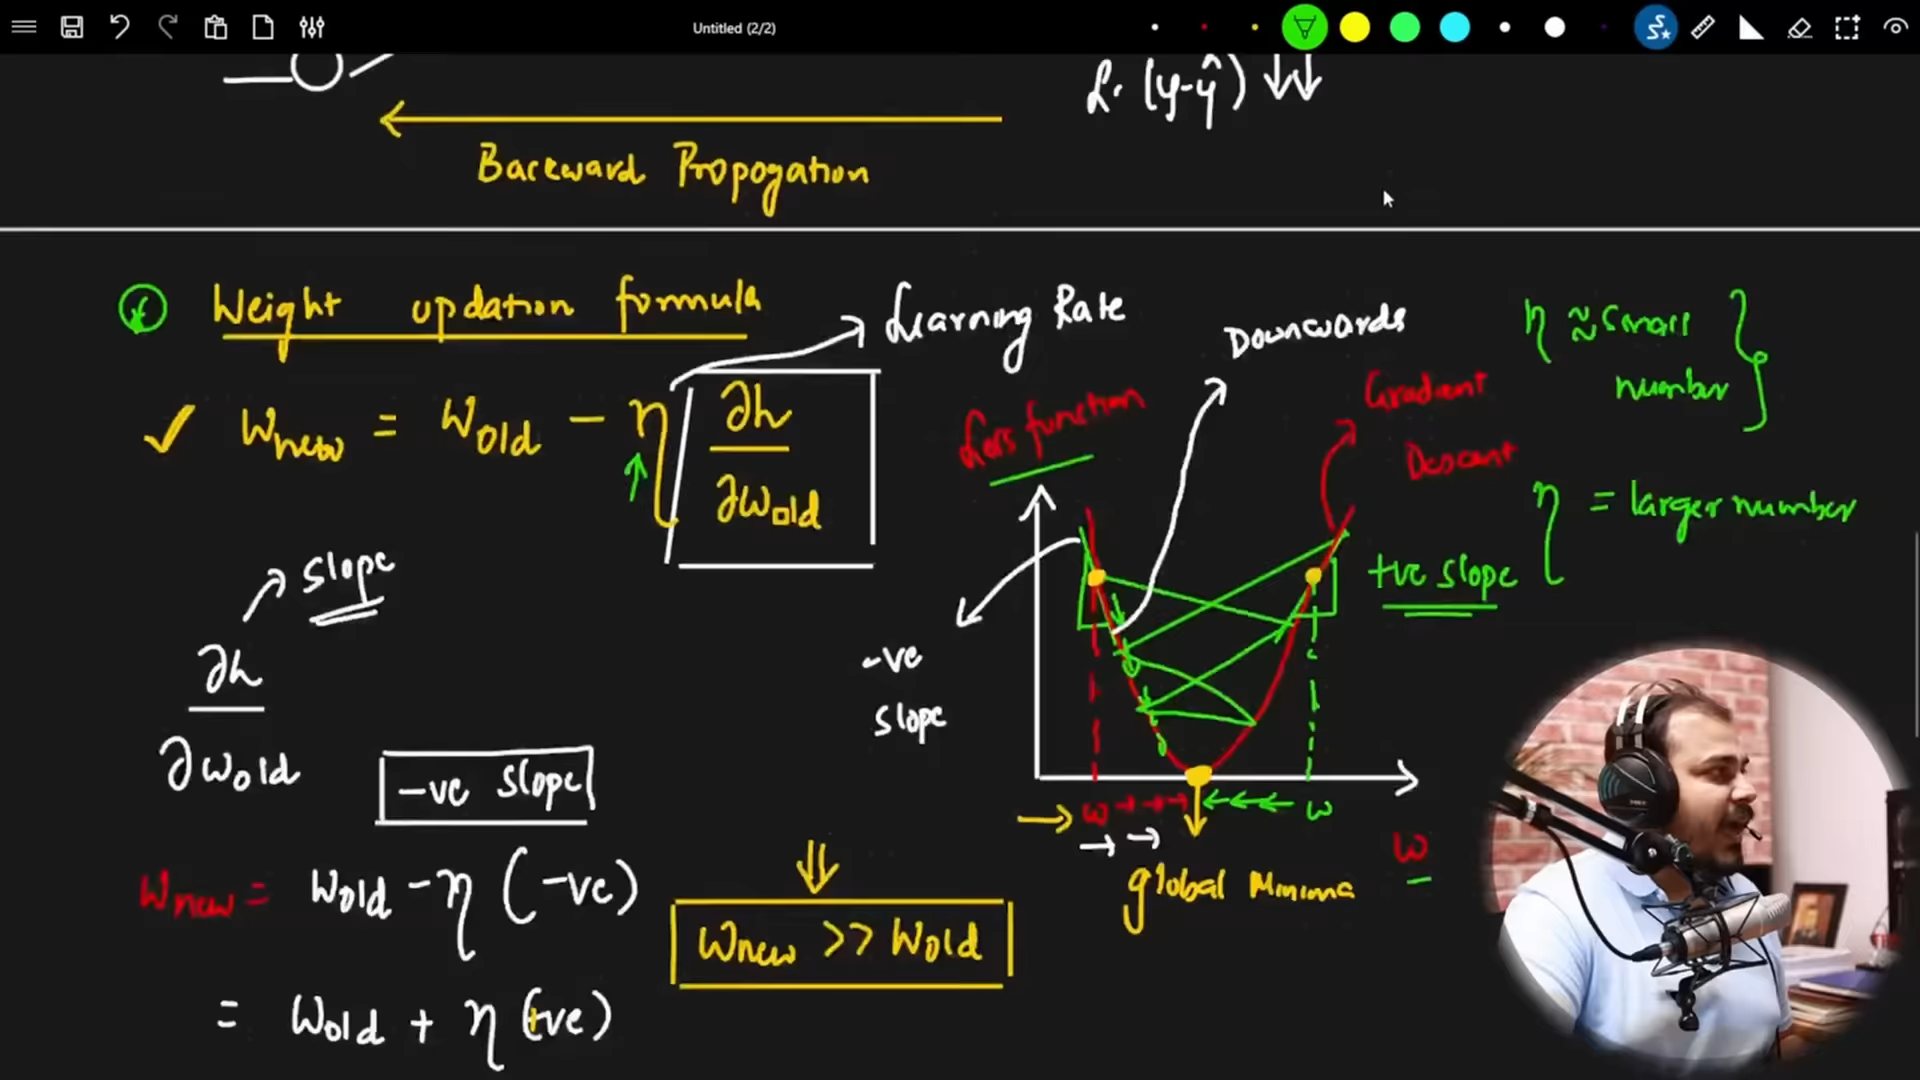 Untitled (2/2)
L. (y-ŷ) ↓↓
Backward Propogation
Weight updation formula
Learning Rate
Downwards
η ≈ small
number
✓ Wnew = Wold - η ∂h
∂Wold
Loss function
Gradient
Descent
η = larger number
slope
+ve slope
-ve
slope
∂h
∂Wold
-ve slope
→ w → → →
← ← ← ← w
→ →
w
global Minima
Wnew = Wold - η (-ve)
Wnew >> Wold
= Wold + η (+ve)